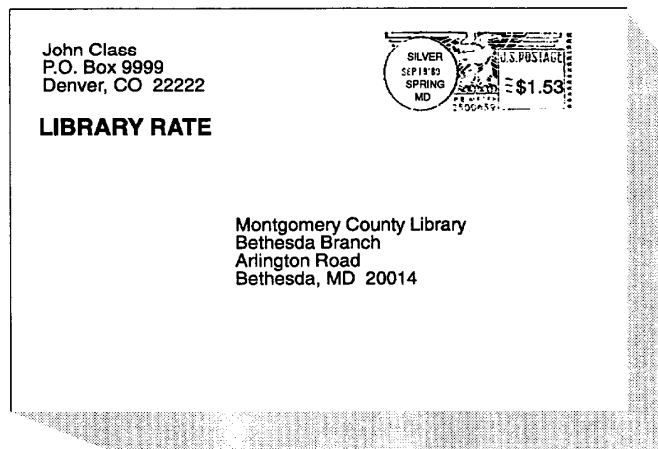 John Class
P.O. Box 9999
Denver, CO 22222
LIBRARY RATE
SILVER
SPRING
MD
U.S.POSTAGE
$1.53
Montgomery County Library
Bethesda Branch
Arlington Road
Bethesda, MD 20014